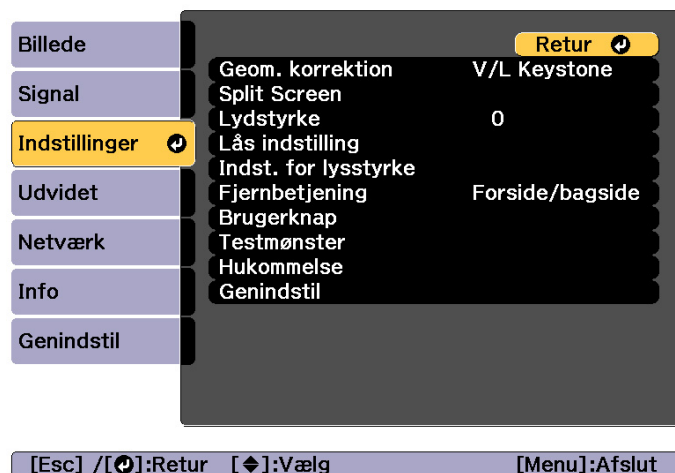 Billede
Signal
Indstillinger
Udvidet
Netværk
Info
Genindstil
Retur
Geom. korrektion V/L Keystone
Split Screen
Lydstyrke 0
Lås indstilling
Indst. for lysstyrke
Fjernbetjening Forside/bagside
Brugerknap
Testmønster
Hukommelse
Genindstil
[Esc] /[ ]:Retur [ ]:Vælg [Menu]:Afslut